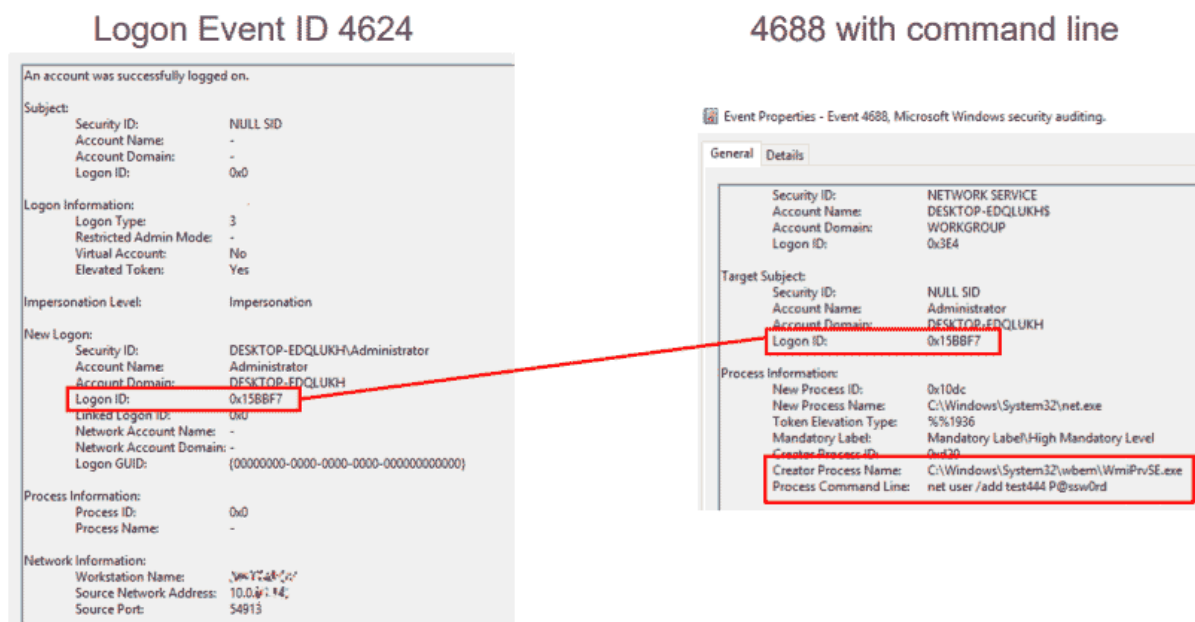 Logon Event ID 4624
An account was successfully logged on.
Subject:
Security ID: NULL SID
Account Name: -
Account Domain: -
Logon ID: 0x0
Logon Information:
Logon Type: 3
Restricted Admin Mode: -
Virtual Account: No
Elevated Token: Yes
Impersonation Level: Impersonation
New Logon:
Security ID: DESKTOP-EDQLUKH\Administrator
Account Name: Administrator
Account Domain: DESKTOP-EDQLUKH
Logon ID: 0x15BBF7
Linked Logon ID: 0x0
Network Account Name: -
Network Account Domain: -
Logon GUID: {00000000-0000-0000-0000-000000000000}
Process Information:
Process ID: 0x0
Process Name: -
Network Information:
Workstation Name:
Source Network Address: 10.0.
Source Port: 54913
4688 with command line
Event Properties - Event 4688, Microsoft Windows security auditing.
General Details
Security ID: NETWORK SERVICE
Account Name: DESKTOP-EDQLUKH$
Account Domain: WORKGROUP
Logon ID: 0x3E4
Target Subject:
Security ID: NULL SID
Account Name: Administrator
Account Domain: DESKTOP-EDQLUKH
Logon ID: 0x15BBF7
Process Information:
New Process ID: 0x10dc
New Process Name: C:\Windows\System32\net.exe
Token Elevation Type: %%1936
Mandatory Label: Mandatory Label\High Mandatory Level
Creator Process ID:
Creator Process Name: C:\Windows\System32\wbem\WmiPrvSE.exe
Process Command Line: net user /add test444 P@ssw0rd